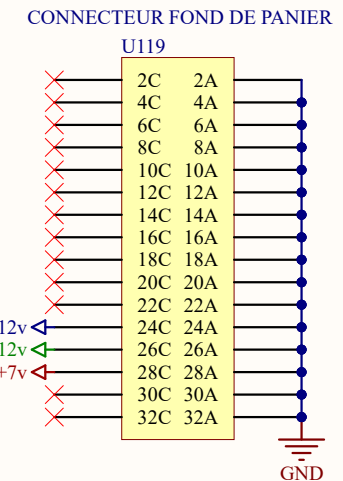 CONNECTEUR FOND DE PANIER
U119
2C 2A
4C 4A
6C 6A
8C 8A
10C 10A
12C 12A
14C 14A
16C 16A
18C 18A
20C 20A
22C 22A
12v 24C 24A
12v 26C 26A
+7v 28C 28A
30C 30A
32C 32A
GND